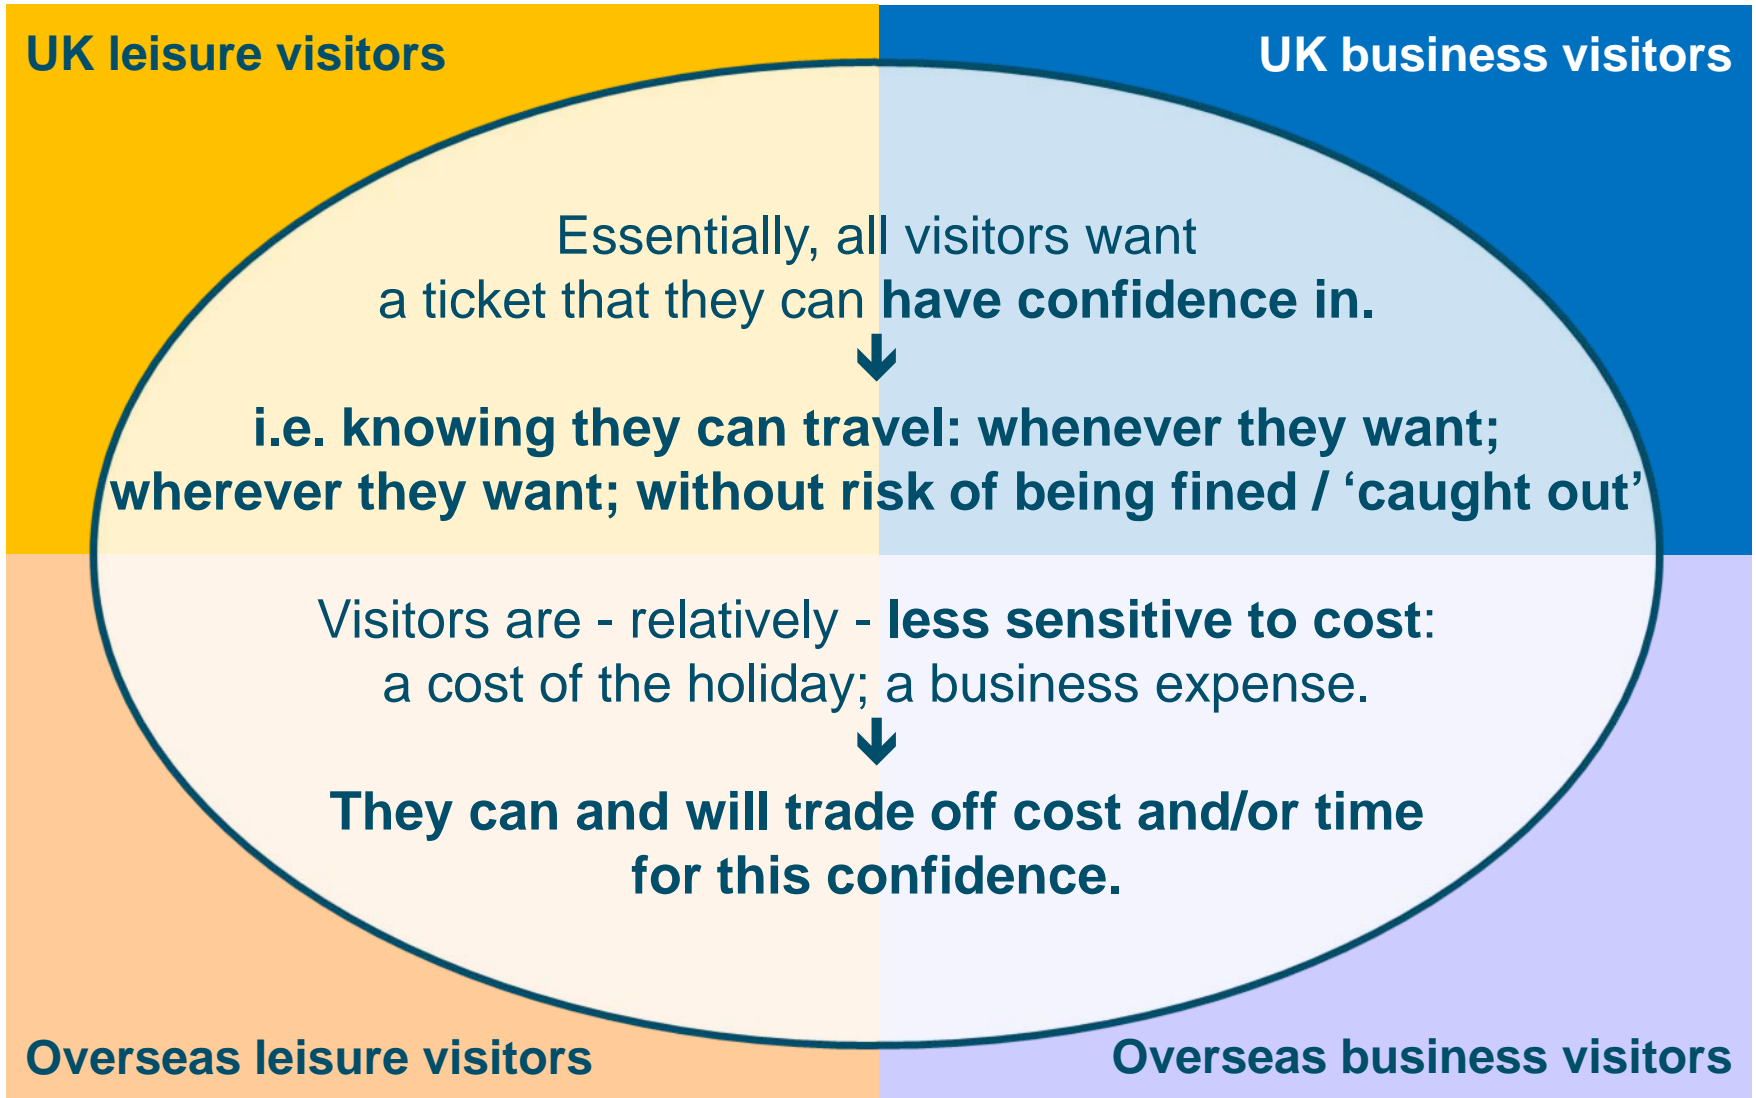 UK leisure visitors
UK business visitors
Essentially, all visitors want
a ticket that they can have confidence in.
i.e. knowing they can travel: whenever they want;
wherever they want; without risk of being fined / ‘caught out’
Visitors are - relatively - less sensitive to cost:
a cost of the holiday; a business expense.
They can and will trade off cost and/or time
for this confidence.
Overseas leisure visitors
Overseas business visitors